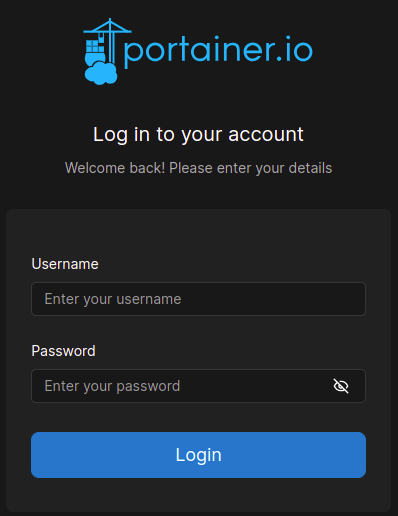 portainer.io
Log in to your account
Welcome back! Please enter your details
Username
Enter your username
Password
Enter your password
Login